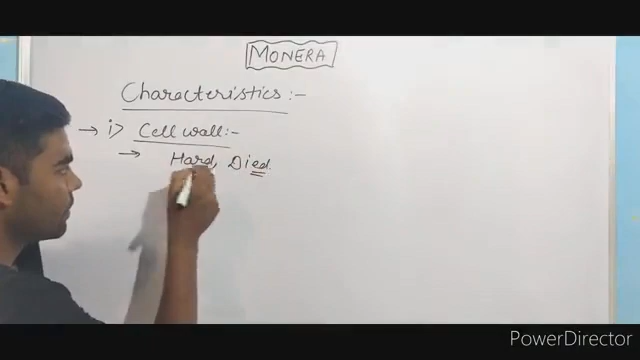 MONERA
Characteristics :-
→ i> Cell wall :-
→ Hard, Died.
PowerDirector